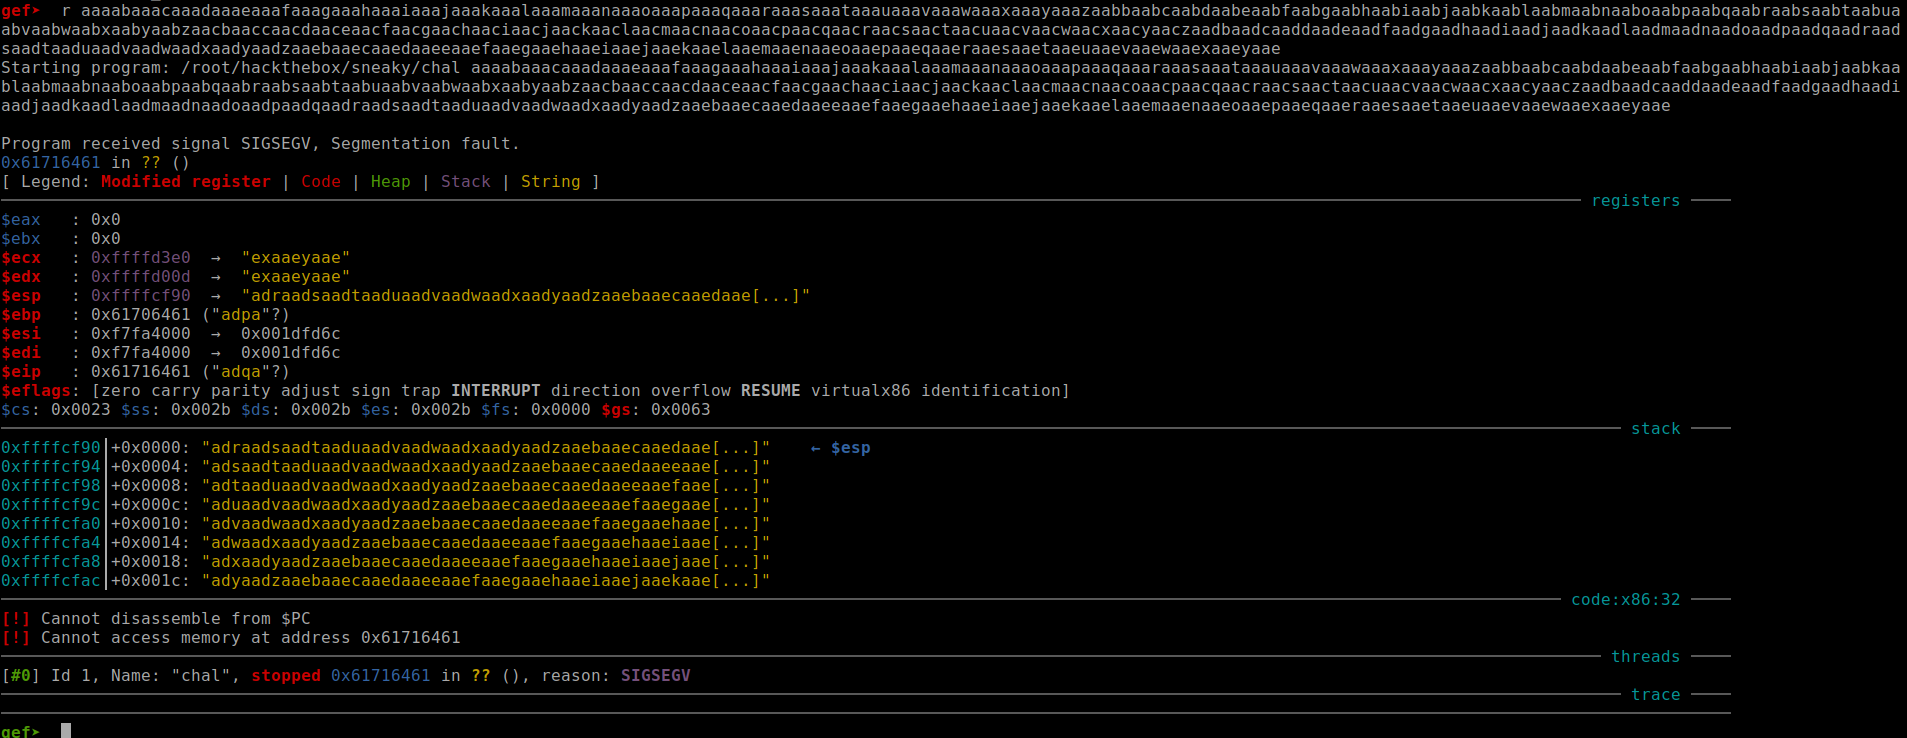 gef➤  r aaaabaaacaaadaaaeaaafaaagaaahaaaiaaajaaakaaalaaamaaanaaaoaaapaaaqaaaraaasaaataaauaaavaaawaaaxaaayaaazaabbaabcaabdaabeaabfaabgaabhaabiaabjaabkaablaabmaabnaaboaabpaabqaabraabsaabtaabua
abvaabwaabxaabyaabzaacbaaccaacdaaceaacfaacgaachaaciaacjaackaaclaacmaacnaacoaacpaacqaacraacsaactaacuaacvaacwaacxaacyaaczaadbaadcaaddaadeaadfaadgaadhaadiaadjaadkaadlaadmaadnaadoaadpaadqaadraad
saadtaaduaadvaadwaadxaadyaadzaaebaaecaaedaaeeaaefaaegaaehaaeiaaejaaekaaelaaemaaenaaeoaaepaaeqaaeraaesaaetaaeuaaevaaewaaexaaeyaae
Starting program: /root/hackthebox/sneaky/chal aaaabaaacaaadaaaeaaafaaagaaahaaaiaaajaaakaaalaaamaaanaaaoaaapaaaqaaaraaasaaataaauaaavaaawaaaxaaayaaazaabbaabcaabdaabeaabfaabgaabhaabiaabjaabkaa
blaabmaabnaaboaabpaabqaabraabsaabtaabuaabvaabwaabxaabyaabzaacbaaccaacdaaceaacfaacgaachaaciaacjaackaaclaacmaacnaacoaacpaacqaacraacsaactaacuaacvaacwaacxaacyaaczaadbaadcaaddaadeaadfaadgaadhaadi
aadjaadkaadlaadmaadnaadoaadpaadqaadraadsaadtaaduaadvaadwaadxaadyaadzaaebaaecaaedaaeeaaefaaegaaehaaeiaaejaaekaaelaaemaaenaaeoaaepaaeqaaeraaesaaetaaeuaaevaaewaaexaaeyaae
Program received signal SIGSEGV, Segmentation fault.
0x61716461 in ?? ()
[ Legend: Modified register | Code | Heap | Stack | String ]
registers
$eax   : 0x0
$ebx   : 0x0
$ecx   : 0xffffd3e0  →  "exaaeyaae"
$edx   : 0xffffd00d  →  "exaaeyaae"
$esp   : 0xffffcf90  →  "adraadsaadtaaduaadvaadwaadxaadyaadzaaebaaecaaedaae[...]"
$ebp   : 0x61706461 ("adpa"?)
$esi   : 0xf7fa4000  →  0x001dfd6c
$edi   : 0xf7fa4000  →  0x001dfd6c
$eip   : 0x61716461 ("adqa"?)
$eflags: [zero carry parity adjust sign trap INTERRUPT direction overflow RESUME virtualx86 identification]
$cs: 0x0023 $ss: 0x002b $ds: 0x002b $es: 0x002b $fs: 0x0000 $gs: 0x0063
stack
0xffffcf90│+0x0000: "adraadsaadtaaduaadvaadwaadxaadyaadzaaebaaecaaedaae[...]"    ← $esp
0xffffcf94│+0x0004: "adsaadtaaduaadvaadwaadxaadyaadzaaebaaecaaedaaeeaae[...]"
0xffffcf98│+0x0008: "adtaaduaadvaadwaadxaadyaadzaaebaaecaaedaaeeaaefaae[...]"
0xffffcf9c│+0x000c: "aduaadvaadwaadxaadyaadzaaebaaecaaedaaeeaaefaaegaae[...]"
0xffffcfa0│+0x0010: "advaadwaadxaadyaadzaaebaaecaaedaaeeaaefaaegaaehaae[...]"
0xffffcfa4│+0x0014: "adwaadxaadyaadzaaebaaecaaedaaeeaaefaaegaaehaaeiaae[...]"
0xffffcfa8│+0x0018: "adxaadyaadzaaebaaecaaedaaeeaaefaaegaaehaaeiaaejaae[...]"
0xffffcfac│+0x001c: "adyaadzaaebaaecaaedaaeeaaefaaegaaehaaeiaaejaaekaae[...]"
code:x86:32
[!] Cannot disassemble from $PC
[!] Cannot access memory at address 0x61716461
threads
[#0] Id 1, Name: "chal", stopped 0x61716461 in ?? (), reason: SIGSEGV
trace
gef➤